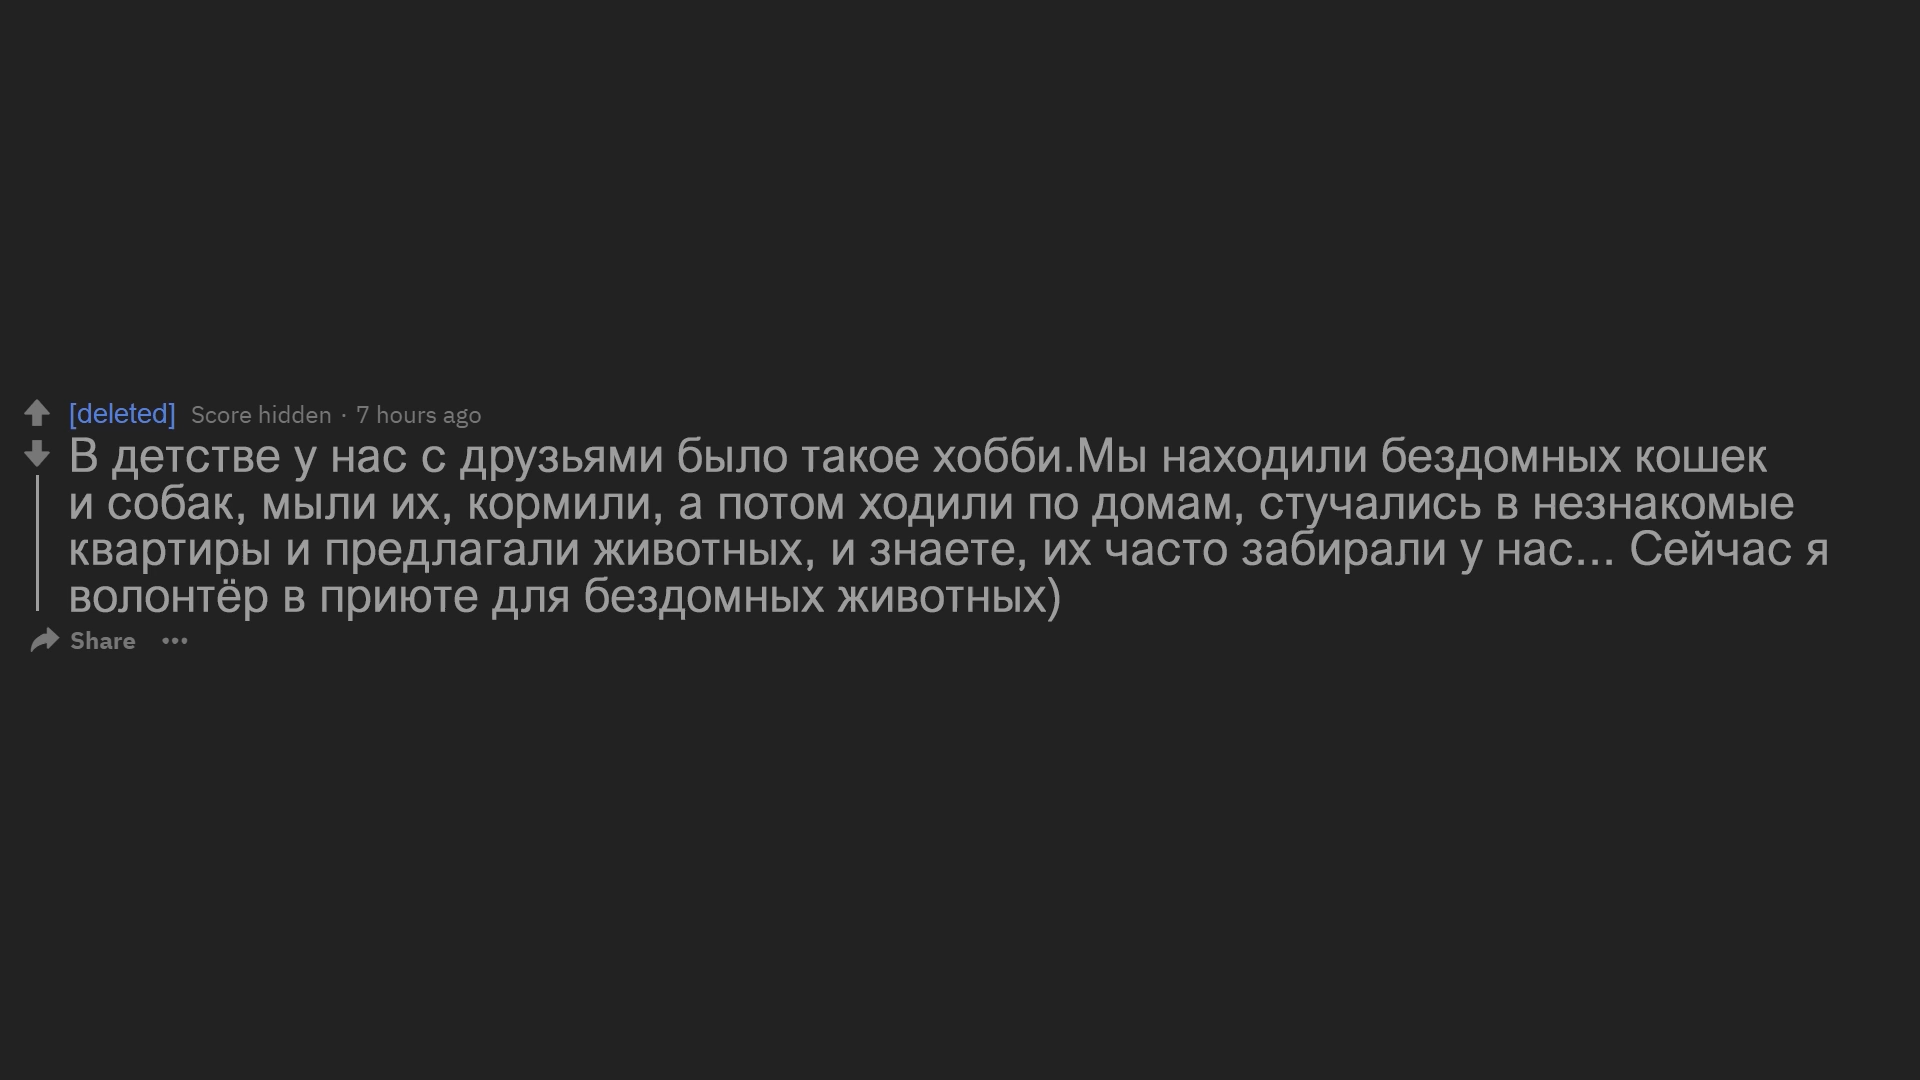 [deleted] Score hidden · 7 hours ago
В детстве у нас с друзьями было такое хобби.Мы находили бездомных кошек
и собак, мыли их, кормили, а потом ходили по домам, стучались в незнакомые
квартиры и предлагали животных, и знаете, их часто забирали у нас... Сейчас я
волонтёр в приюте для бездомных животных)
Share ···